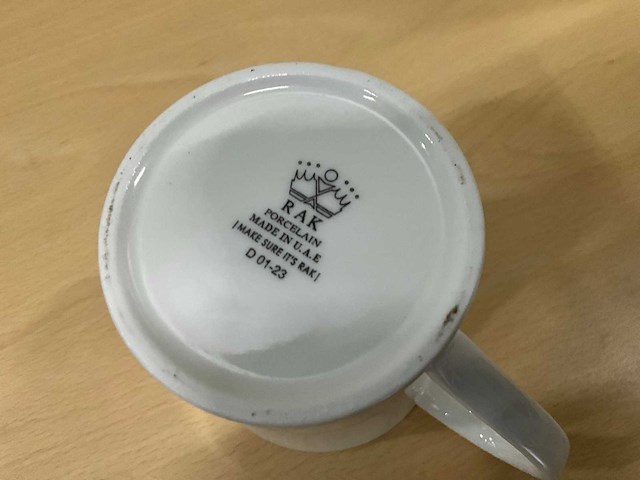 RAK
PORCELAIN
MADE IN U.A.E
|MAKE SURE IT'S RAK|
D 01-23